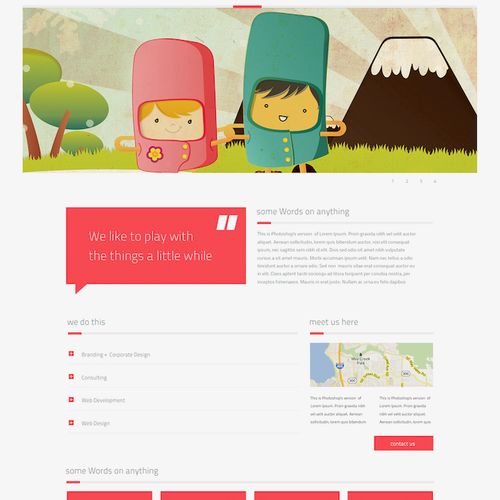 1 2 3 4
We like to play with
the things a little while
some Words on anything
This is Photoshop's version of Lorem Ipsum. Proin gravida nibh vel velit auctor
aliquet. Aenean sollicitudin, lorem quis bibendum auctor, nisi elit consequat
ipsum, nec sagittis sem nibh id elit. Duis sed odio sit amet nibh vulputate cursus
a sit amet mauris. Morbi accumsan ipsum velit. Nam nec tellus a odio tincidunt
auctor a ornare odio. Sed non mauris vitae erat consequat auctor eu in elit. Class
aptent taciti sociosqu ad litora torquent per conubia nostra, per inceptos
himenaeos. Mauris in erat justo. Nullam ac urna eu felis dapibus
we do this
Branding + Corporate Design
Consulting
Web Development
Web Design
meet us here
This is Photoshop's version of
Lorem Ipsum. Proin gravida
nibh vel velit auctor aliquet.
Aenean sollicitudin, lorem quis
This is Photoshop's version of
Lorem Ipsum. Proin gravida
nibh vel velit auctor aliquet.
Aenean sollicitudin, lorem quis
contact us
some Words on anything